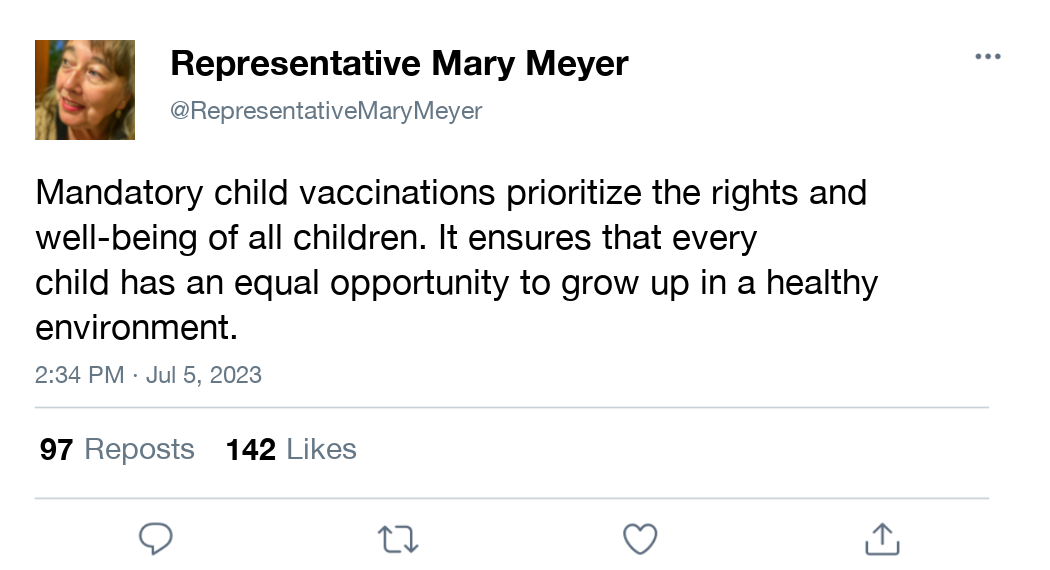 Representative Mary Meyer
@RepresentativeMaryMeyer
Mandatory child vaccinations prioritize the rights and
well-being of all children. It ensures that every
child has an equal opportunity to grow up in a healthy
environment.
2:34 PM · Jul 5, 2023
97 Reposts 142 Likes